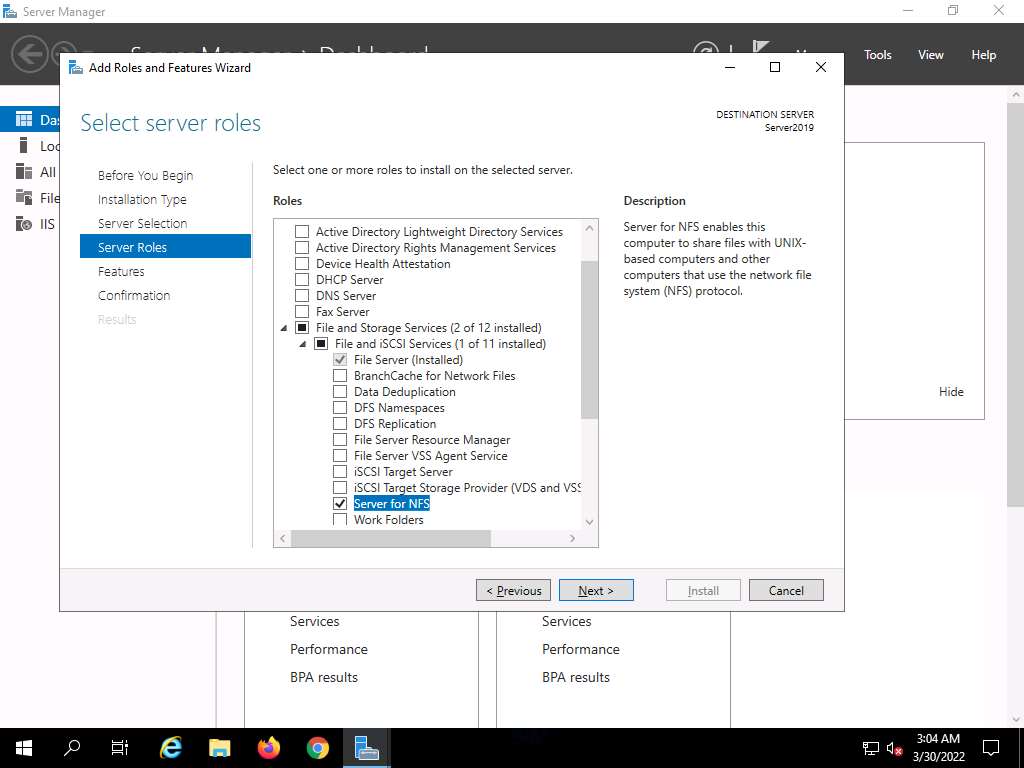 Server Manager
Tools
View
Help
Add Roles and Features Wizard
Select server roles
DESTINATION SERVER
Server2019
Before You Begin
Installation Type
Server Selection
Server Roles
Features
Confirmation
Results
Select one or more roles to install on the selected server.
Roles
Active Directory Lightweight Directory Services
Active Directory Rights Management Services
Device Health Attestation
DHCP Server
DNS Server
Fax Server
File and Storage Services (2 of 12 installed)
File and iSCSI Services (1 of 11 installed)
File Server (Installed)
BranchCache for Network Files
Data Deduplication
DFS Namespaces
DFS Replication
File Server Resource Manager
File Server VSS Agent Service
iSCSI Target Server
iSCSI Target Storage Provider (VDS and VSS
Server for NFS
Work Folders
Description
Server for NFS enables this
computer to share files with UNIX-
based computers and other
computers that use the network file
system (NFS) protocol.
All
File
IIS
Hide
< Previous
Next >
Install
Cancel
Services
Performance
BPA results
Services
Performance
BPA results
3:04 AM
3/30/2022